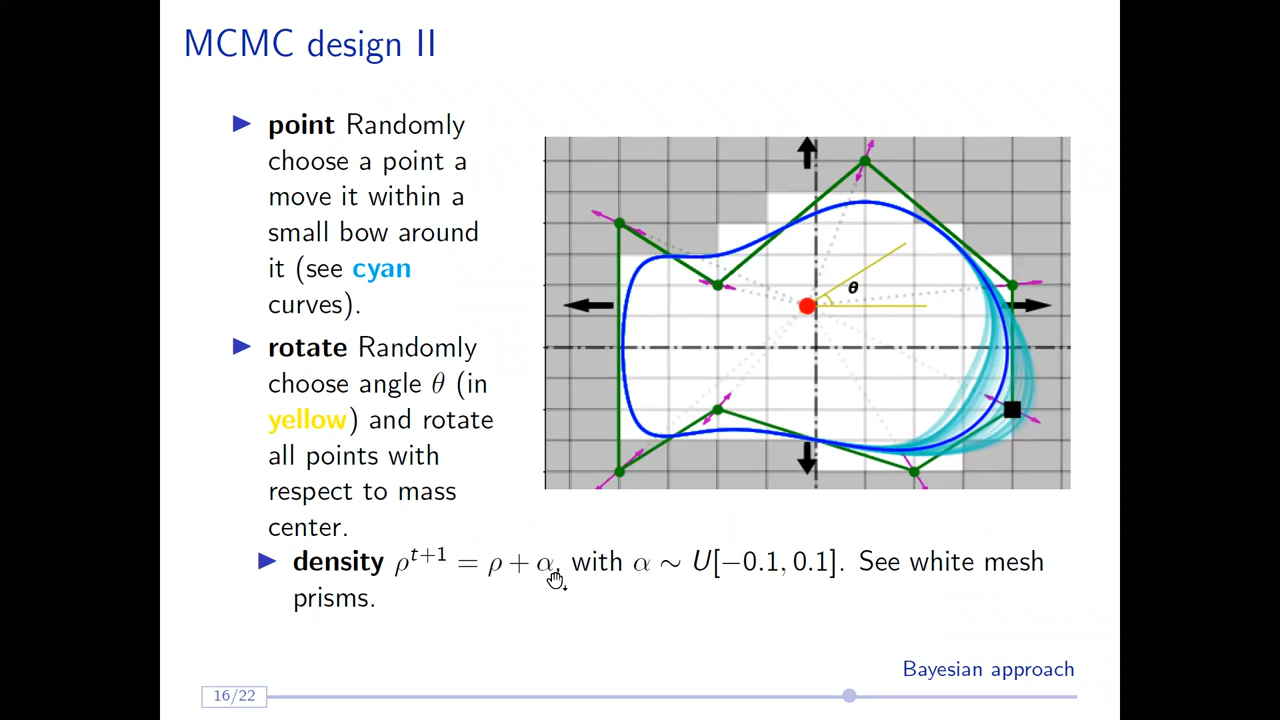 MCMC design II
▶ point Randomly
choose a point a
move it within a
small bow around
it (see cyan
curves).
▶ rotate Randomly
choose angle θ (in
yellow) and rotate
all points with
respect to mass
center.
θ
▶ density ρ^{t+1} = ρ + α, with α ∼ U[−0.1, 0.1]. See white mesh
prisms.
Bayesian approach
16/22